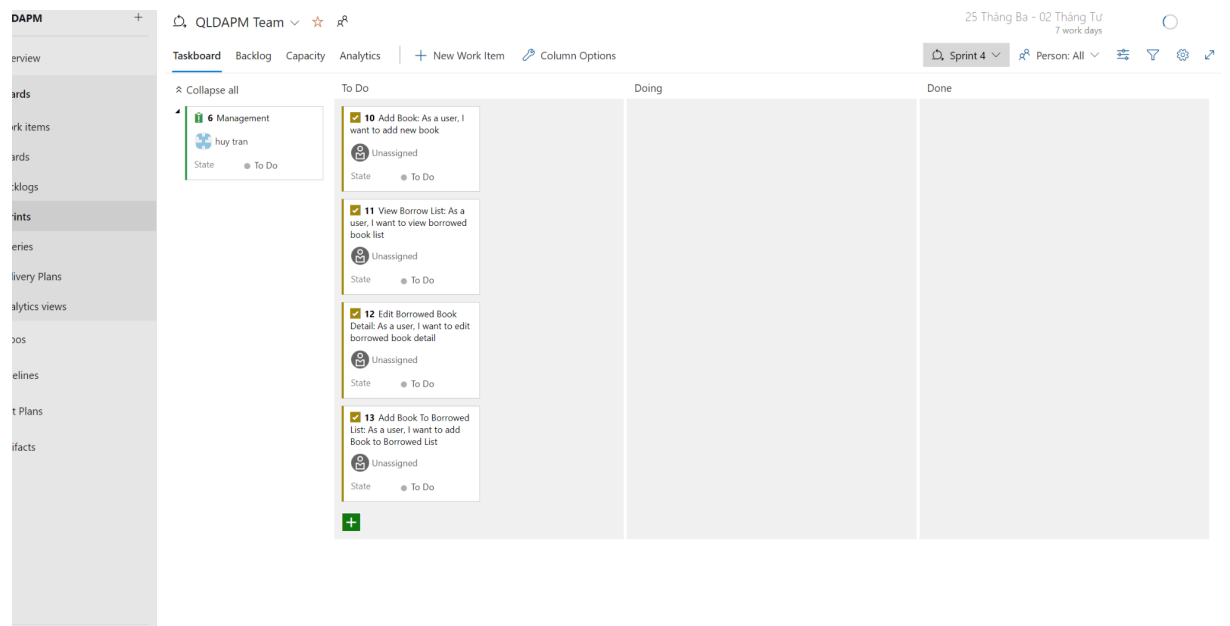 DAPM +
QLDAPM Team
25 Tháng Ba - 02 Tháng Tư
7 work days
Taskboard Backlog Capacity Analytics + New Work Item Column Options
Sprint 4 Person: All
erview
ards
rk items
ards
cklogs
rints
eries
livery Plans
alytics views
pos
elines
t Plans
ifacts
Collapse all
To Do
Doing
Done
6 Management
huy tran
State To Do
10 Add Book: As a user, I
want to add new book
Unassigned
State To Do
11 View Borrow List: As a
user, I want to view borrowed
book list
Unassigned
State To Do
12 Edit Borrowed Book
Detail: As a user, I want to edit
borrowed book detail
Unassigned
State To Do
13 Add Book To Borrowed
List: As a user, I want to add
Book to Borrowed List
Unassigned
State To Do